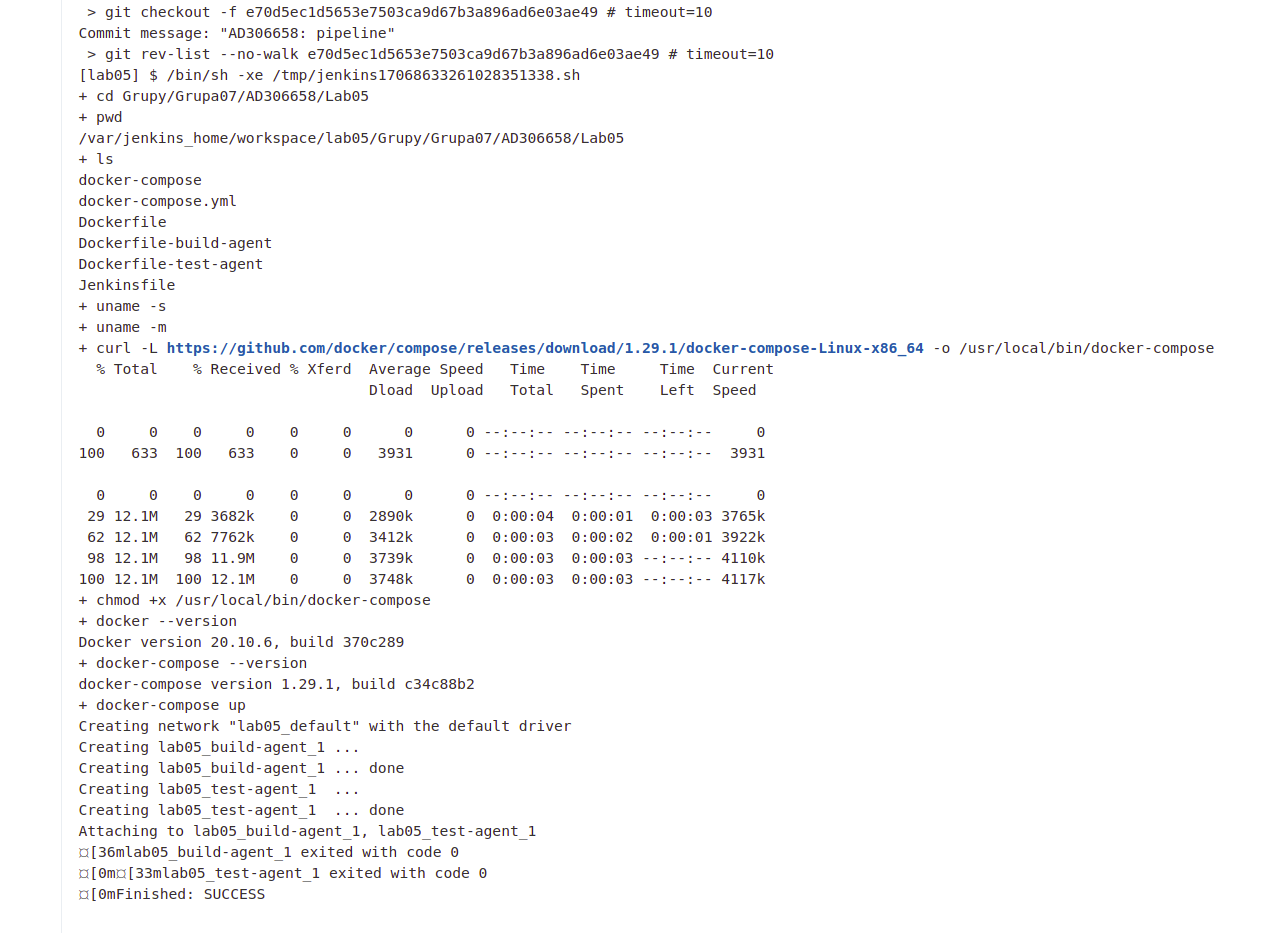 > git checkout -f e70d5ec1d5653e7503ca9d67b3a896ad6e03ae49 # timeout=10
Commit message: "AD306658: pipeline"
 > git rev-list --no-walk e70d5ec1d5653e7503ca9d67b3a896ad6e03ae49 # timeout=10
[lab05] $ /bin/sh -xe /tmp/jenkins17068633261028351338.sh
+ cd Grupy/Grupa07/AD306658/Lab05
+ pwd
/var/jenkins_home/workspace/lab05/Grupy/Grupa07/AD306658/Lab05
+ ls
docker-compose
docker-compose.yml
Dockerfile
Dockerfile-build-agent
Dockerfile-test-agent
Jenkinsfile
+ uname -s
+ uname -m
+ curl -L https://github.com/docker/compose/releases/download/1.29.1/docker-compose-Linux-x86_64 -o /usr/local/bin/docker-compose
  % Total    % Received % Xferd  Average Speed   Time    Time     Time  Current
                                 Dload  Upload   Total   Spent    Left  Speed
  0     0    0     0    0     0      0      0 --:--:-- --:--:-- --:--:--     0
100   633  100   633    0     0   3931      0 --:--:-- --:--:-- --:--:--  3931
  0     0    0     0    0     0      0      0 --:--:-- --:--:-- --:--:--     0
 29 12.1M   29 3682k    0     0  2890k      0  0:00:04  0:00:01  0:00:03 3765k
 62 12.1M   62 7762k    0     0  3412k      0  0:00:03  0:00:02  0:00:01 3922k
 98 12.1M   98 11.9M    0     0  3739k      0  0:00:03  0:00:03 --:--:-- 4110k
100 12.1M  100 12.1M    0     0  3748k      0  0:00:03  0:00:03 --:--:-- 4117k
+ chmod +x /usr/local/bin/docker-compose
+ docker --version
Docker version 20.10.6, build 370c289
+ docker-compose --version
docker-compose version 1.29.1, build c34c88b2
+ docker-compose up
Creating network "lab05_default" with the default driver
Creating lab05_build-agent_1 ...
Creating lab05_build-agent_1 ... done
Creating lab05_test-agent_1  ...
Creating lab05_test-agent_1  ... done
Attaching to lab05_build-agent_1, lab05_test-agent_1
¤[36mlab05_build-agent_1 exited with code 0
¤[0m¤[33mlab05_test-agent_1 exited with code 0
¤[0mFinished: SUCCESS